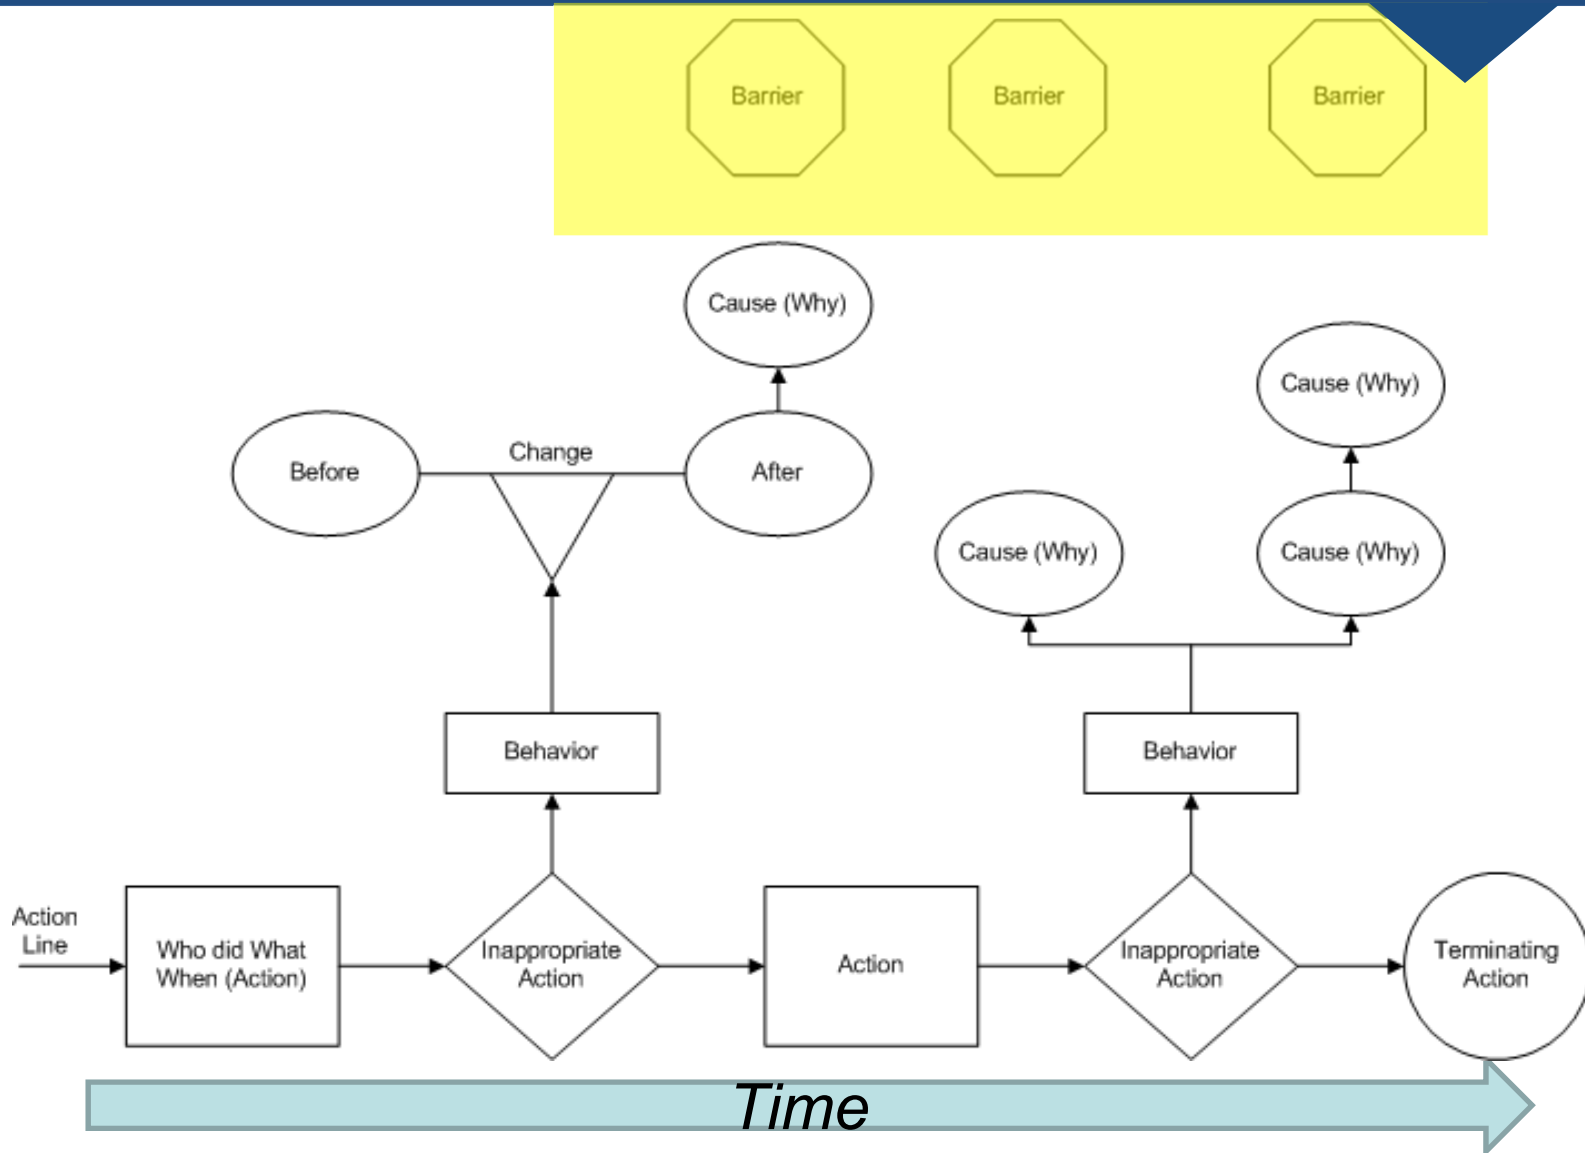 Barrier
Barrier
Barrier
Cause (Why)
Cause (Why)
Before
Change
After
Cause (Why)
Cause (Why)
Behavior
Behavior
Action
Line
Who did What
When (Action)
Inappropriate
Action
Action
Inappropriate
Action
Terminating
Action
Time